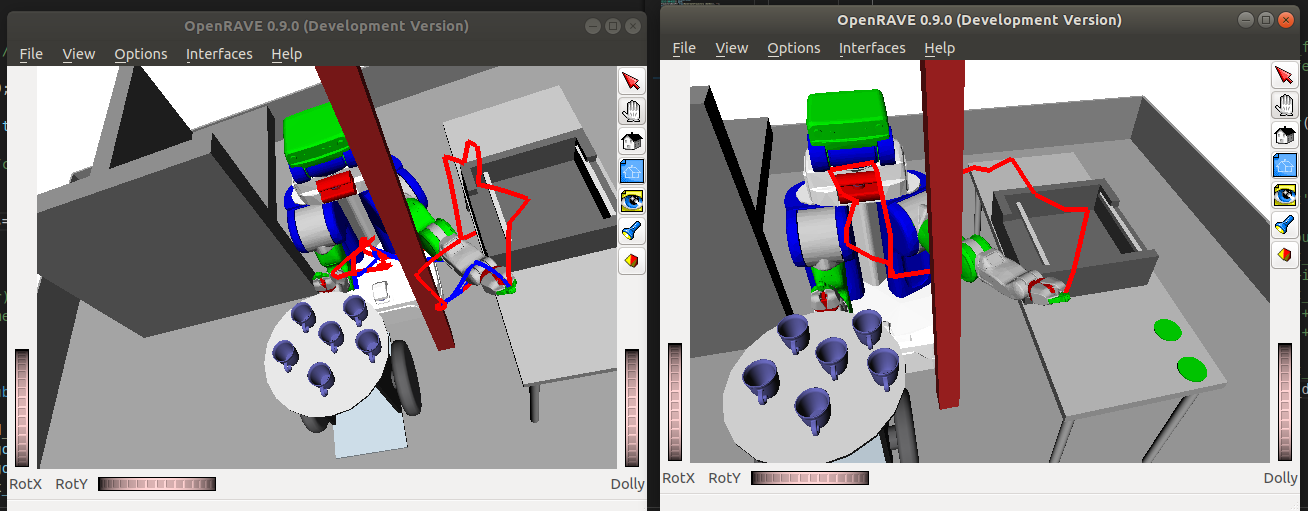 OpenRAVE 0.9.0 (Development Version)
File View Options Interfaces Help
RotX RotY Dolly
OpenRAVE 0.9.0 (Development Version)
File View Options Interfaces Help
RotX RotY Dolly